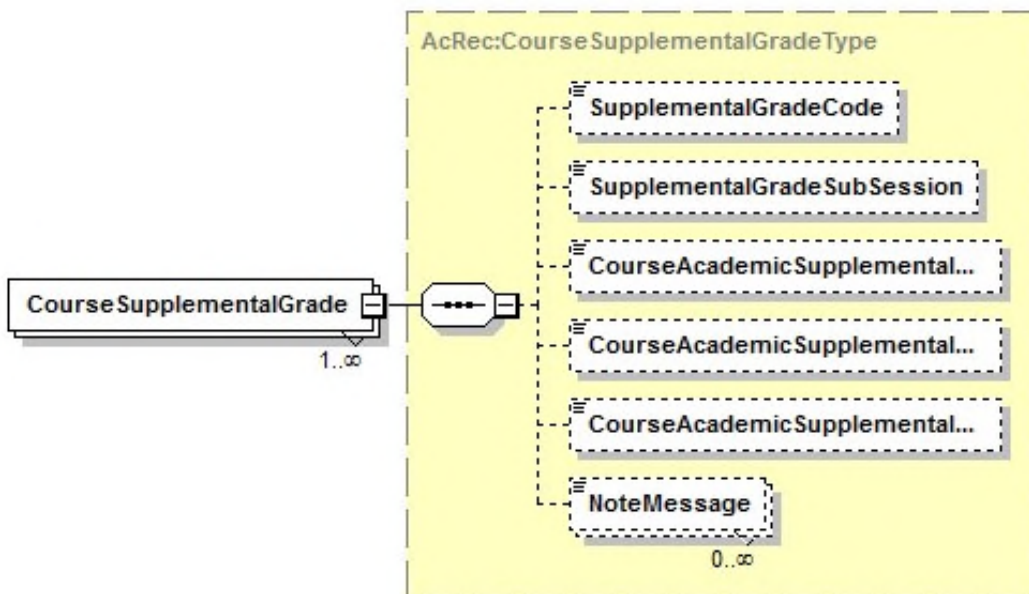 AcRec:CourseSupplementalGradeType
SupplementalGradeCode
SupplementalGradeSubSession
CourseAcademicSupplemental...
CourseSupplementalGrade
1..∞
CourseAcademicSupplemental...
CourseAcademicSupplemental...
NoteMessage
0..∞